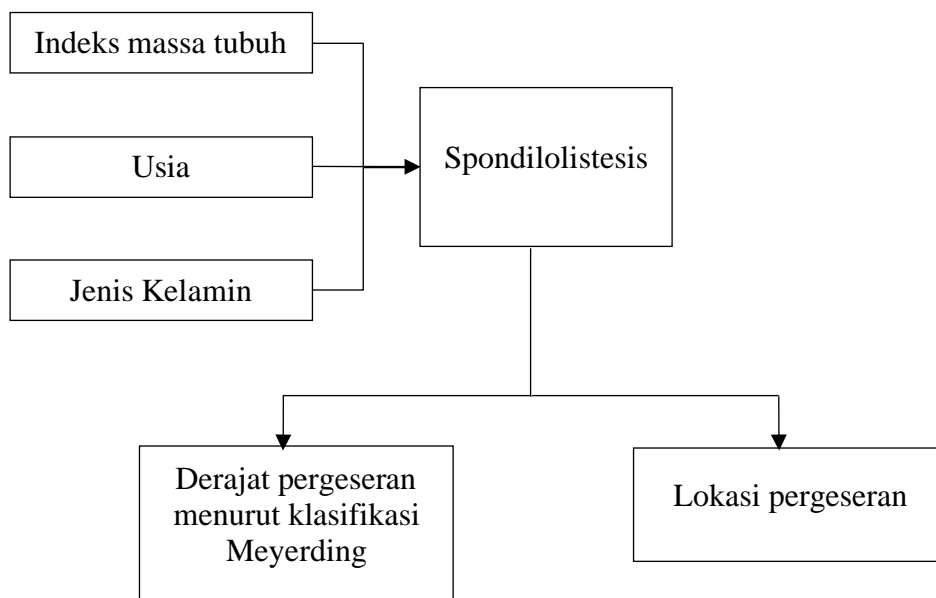 Indeks massa tubuh
Usia
Jenis Kelamin
Spondilolistesis
Derajat pergeseran
menurut klasifikasi
Meyerding
Lokasi pergeseran